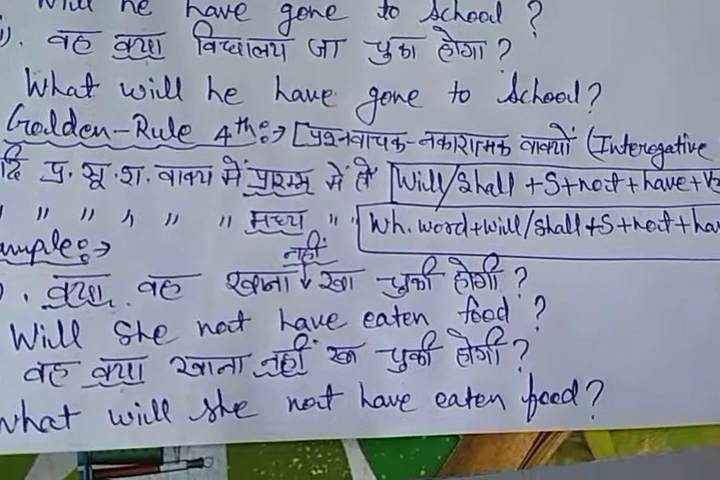 Will he have gone to school ?
). वह क्या विद्यालय जा चुका होगा ?
What will he have gone to school ?
Golden-Rule 4th:→ [प्रश्नवाचक-नकारात्मक वाक्यों (Interogative
प्र. सू. श. वाक्य में प्रारम्भ में तो Will/Shall +S+not+have+V3
" " " " " मध्य " " Wh. word+will/shall+S+not+ha
ample:→
). क्या वह खाना नहीं खा चुकी होगी ?
Will She not have eaten food ?
वह क्या खाना नहीं खा चुकी होगी ?
What will she not have eaten food ?